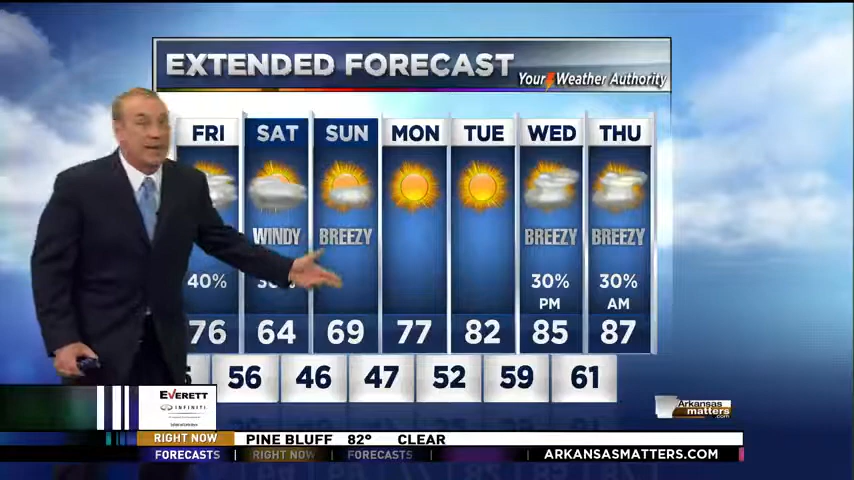 EXTENDED FORECAST
Your Weather Authority
FRI SAT SUN MON TUE WED THU
WINDY BREEZY BREEZY BREEZY
40% 30% 30%
PM AM
76 64 69 77 82 85 87
56 46 47 52 59 61
EVERETT
INFINITI
Arkansas
matters.com
RIGHT NOW PINE BLUFF 82° CLEAR
FORECASTS RIGHT NOW FORECASTS ARKANSASMATTERS.COM